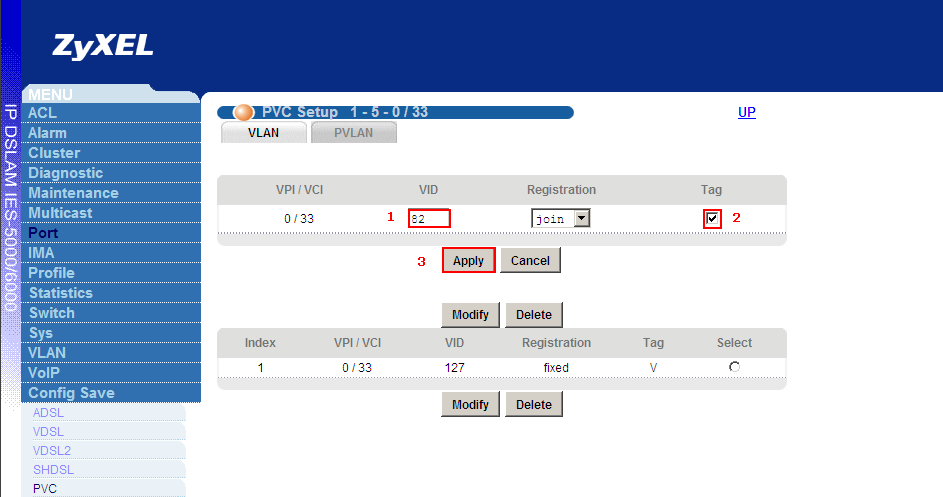 ZyXEL
IP DSLAM IES-5000/6000
MENU
ACL
Alarm
Cluster
Diagnostic
Maintenance
Multicast
Port
IMA
Profile
Statistics
Switch
Sys
VLAN
VoIP
Config Save
ADSL
VDSL
VDSL2
SHDSL
PVC
PVC Setup 1 - 5 - 0 / 33
UP
VLAN PVLAN
VPI / VCI VID Registration Tag
0 / 33 1 82 join 2
3 Apply Cancel
Modify Delete
Index VPI / VCI VID Registration Tag Select
1 0 / 33 127 fixed V
Modify Delete